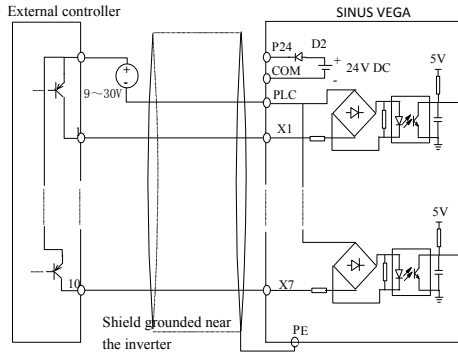 External controller
SINUS VEGA
P24
D2
+
-
24V DC
COM
5V
+
-
9～30V
PLC
1
X1
5V
10
X7
Shield grounded near
the inverter
PE